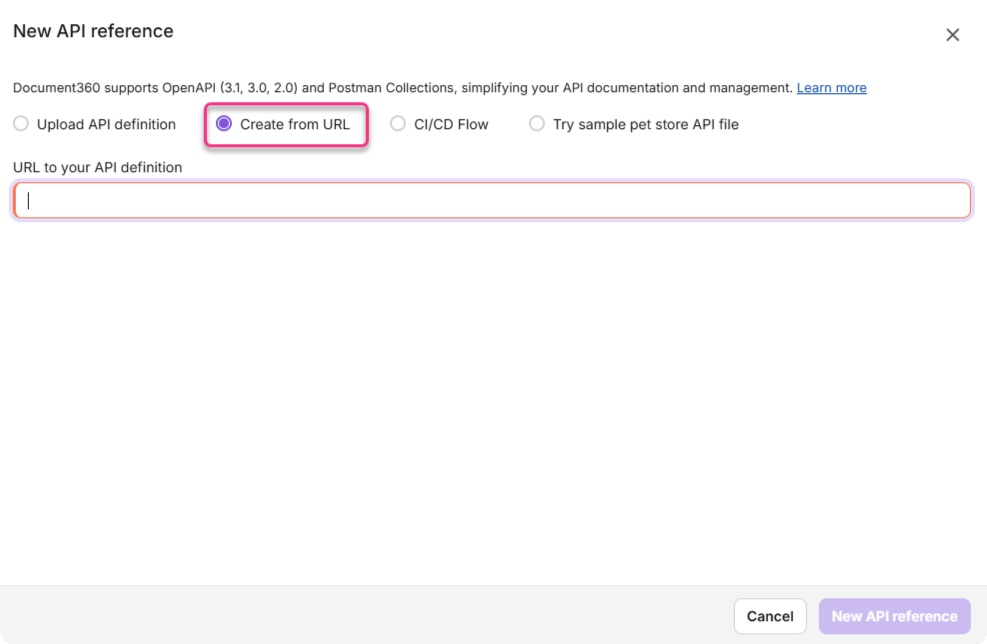 New API reference
Document360 supports OpenAPI (3.1, 3.0, 2.0) and Postman Collections, simplifying your API documentation and management. Learn more
Upload API definition Create from URL CI/CD Flow Try sample pet store API file
URL to your API definition
Cancel New API reference